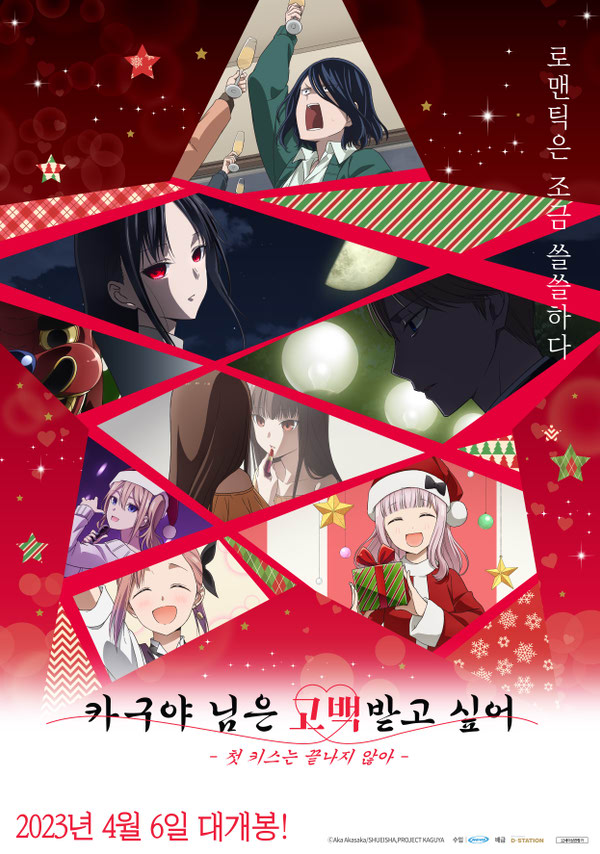 로맨틱은 조금 쓸쓸하다
카구야 님은 고백받고 싶어
- 첫 키스는 끝나지 않아 -
2023년 4월 6일 대개봉!
©Aka Akasaka/SHUEISHA,PROJECT KAGUYA 수입 배급 D·STATION